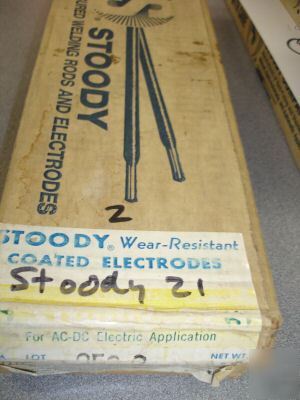 STOODY
RED WELDING RODS AND ELECTRODES
2
STOODY® Wear-Resistant
COATED ELECTRODES
Stoody 21
For AC-DC Electric Application
LOT
NET WT